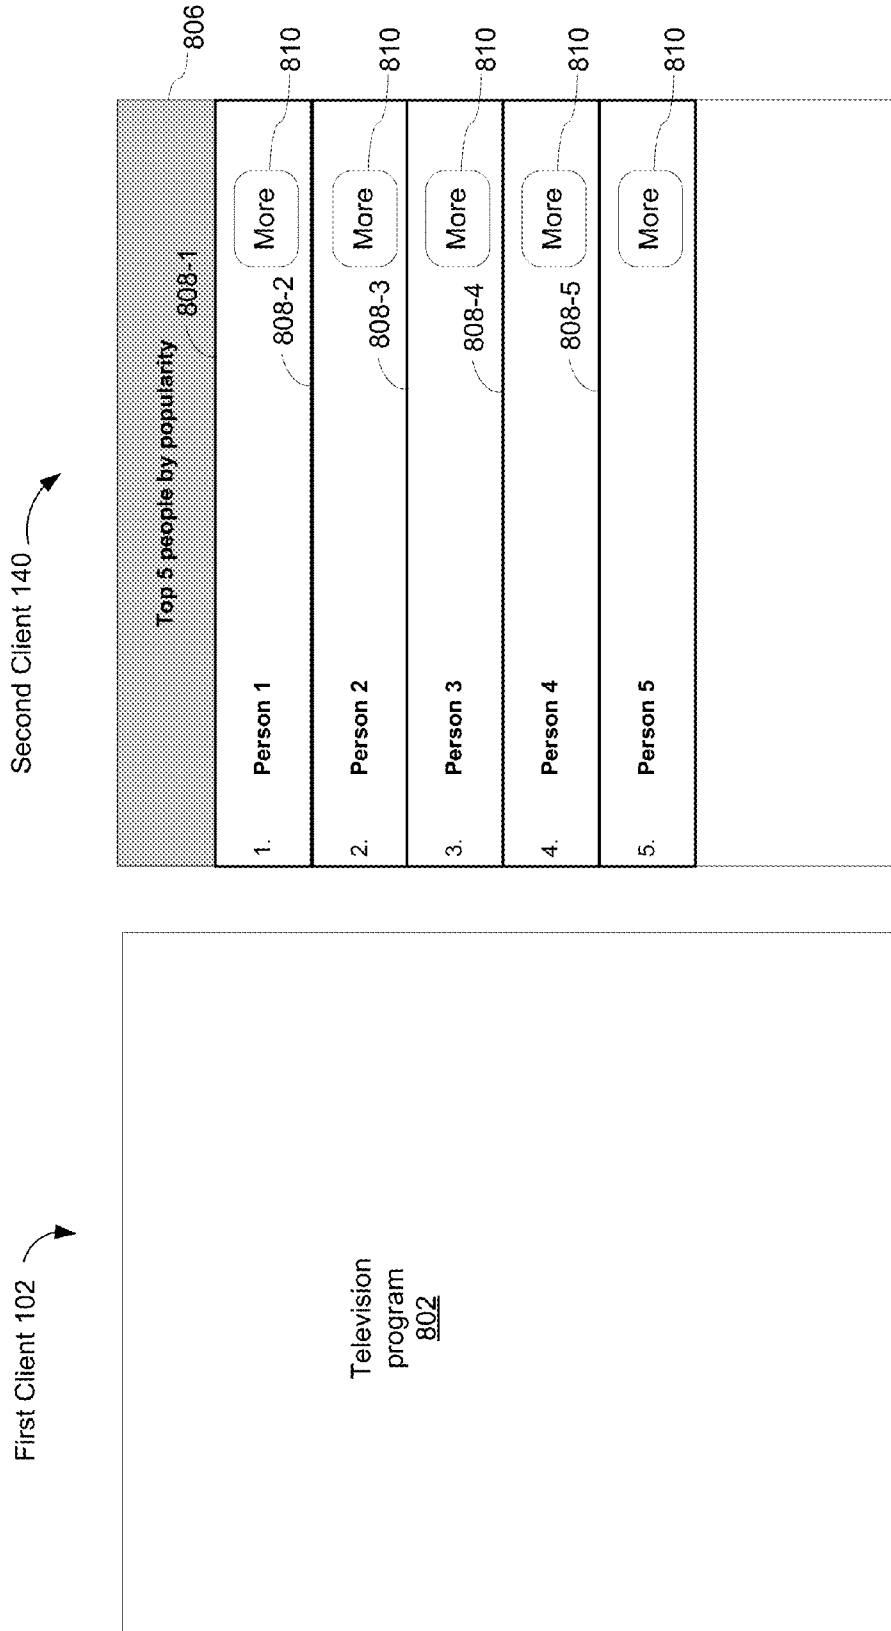 First Client 102
Television
program
802
Second Client 140
806
Top 5 people by popularity
808-1
1. Person 1 More 810
808-2
2. Person 2 More 810
808-3
3. Person 3 More 810
808-4
4. Person 4 More 810
808-5
5. Person 5 More 810